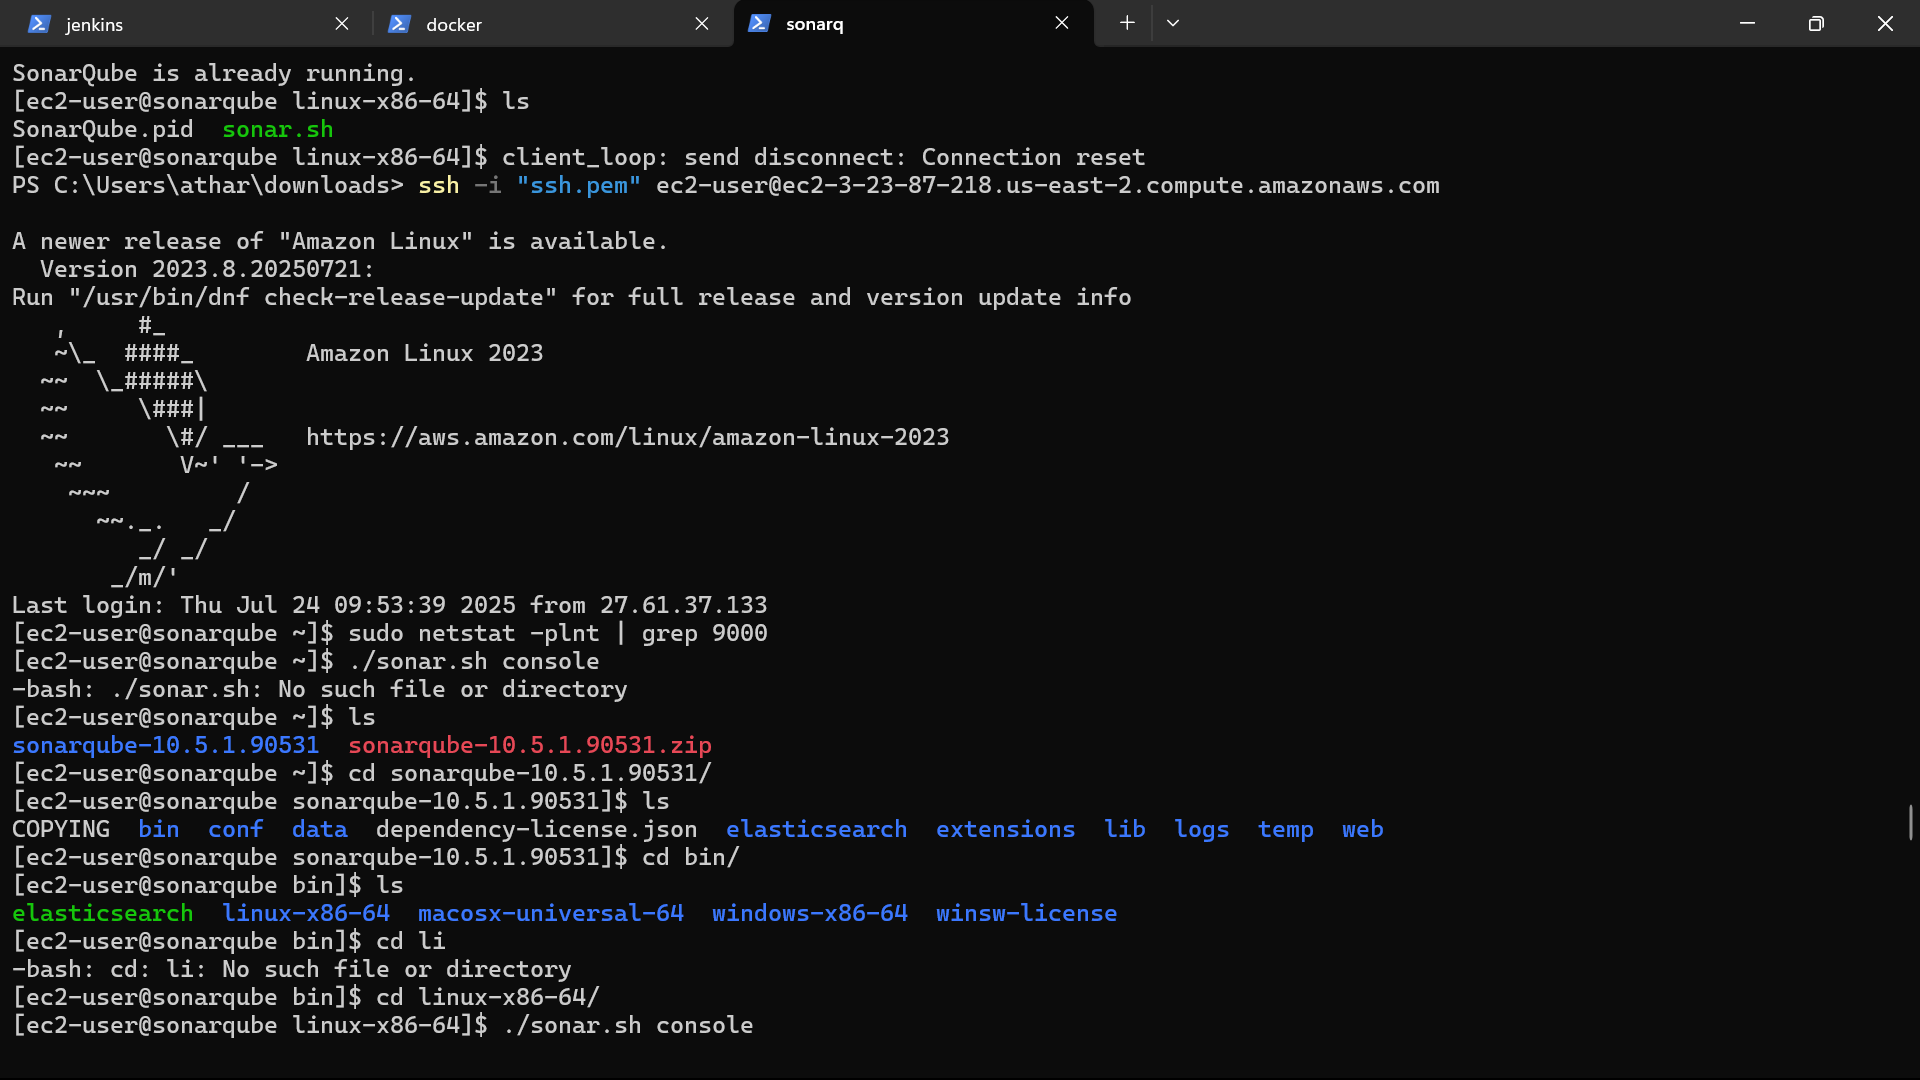 jenkins
docker
sonarq
SonarQube is already running.
[ec2-user@sonarqube linux-x86-64]$ ls
SonarQube.pid  sonar.sh
[ec2-user@sonarqube linux-x86-64]$ client_loop: send disconnect: Connection reset
PS C:\Users\athar\downloads> ssh -i "ssh.pem" ec2-user@ec2-3-23-87-218.us-east-2.compute.amazonaws.com

A newer release of "Amazon Linux" is available.
  Version 2023.8.20250721:
Run "/usr/bin/dnf check-release-update" for full release and version update info
   ,     #_
   ~\_  ####_        Amazon Linux 2023
  ~~  \_#####\
  ~~     \###|
  ~~       \#/ ___   https://aws.amazon.com/linux/amazon-linux-2023
   ~~       V~' '->
    ~~~         /
      ~~._.   _/
         _/ _/
       _/m/'
Last login: Thu Jul 24 09:53:39 2025 from 27.61.37.133
[ec2-user@sonarqube ~]$ sudo netstat -plnt | grep 9000
[ec2-user@sonarqube ~]$ ./sonar.sh console
-bash: ./sonar.sh: No such file or directory
[ec2-user@sonarqube ~]$ ls
sonarqube-10.5.1.90531  sonarqube-10.5.1.90531.zip
[ec2-user@sonarqube ~]$ cd sonarqube-10.5.1.90531/
[ec2-user@sonarqube sonarqube-10.5.1.90531]$ ls
COPYING  bin  conf  data  dependency-license.json  elasticsearch  extensions  lib  logs  temp  web
[ec2-user@sonarqube sonarqube-10.5.1.90531]$ cd bin/
[ec2-user@sonarqube bin]$ ls
elasticsearch  linux-x86-64  macosx-universal-64  windows-x86-64  winsw-license
[ec2-user@sonarqube bin]$ cd li
-bash: cd: li: No such file or directory
[ec2-user@sonarqube bin]$ cd linux-x86-64/
[ec2-user@sonarqube linux-x86-64]$ ./sonar.sh console